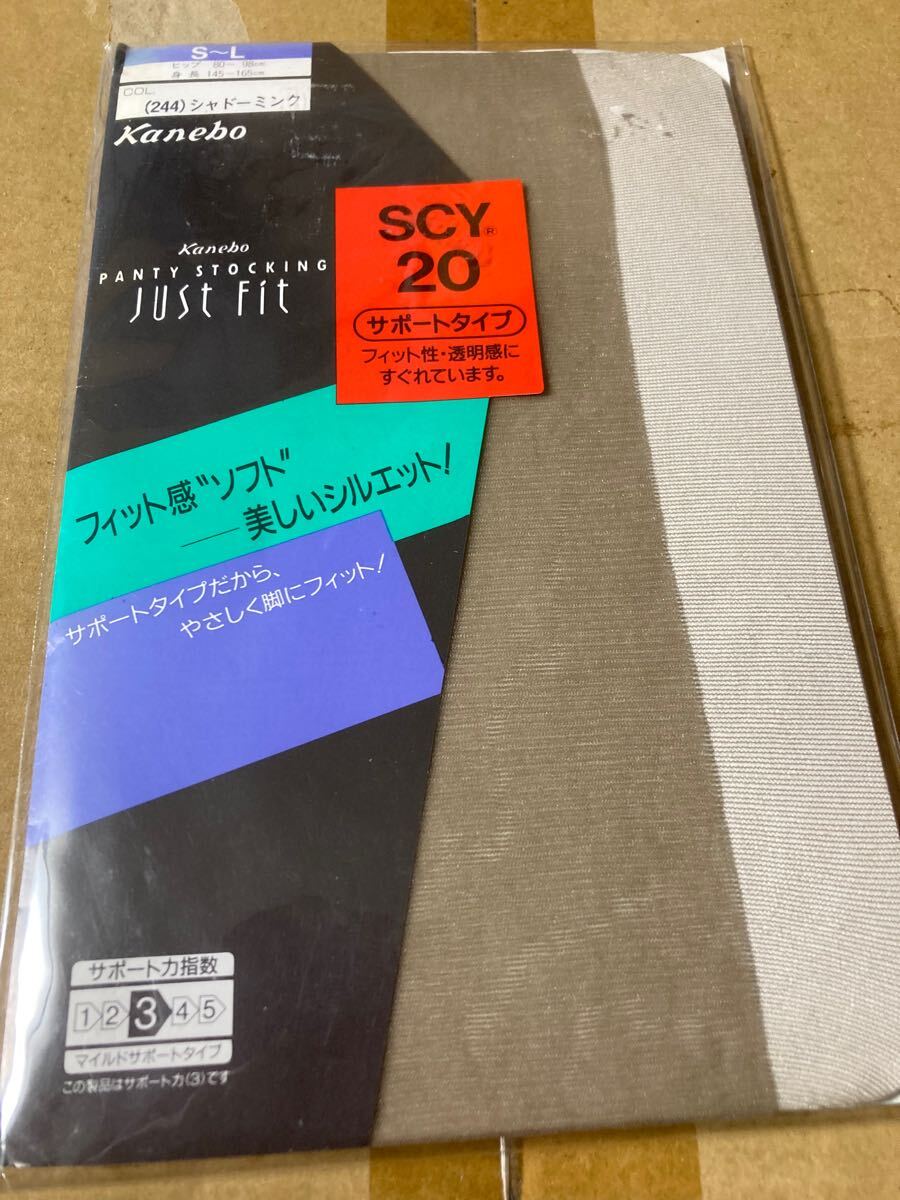 S~L
ヒップ 80~98cm
身長 145~165cm
COL.
(244)シャドーミンク
Kanebo
Kanebo
PANTY STOCKING
Just Fit
SCY®
20
サポートタイプ
フィット性・透明感に
すぐれています。
フィット感"ソフト"
——美しいシルエット!
サポートタイプだから、
やさしく脚にフィット!
サポート力指数
1 2 3 4 5
マイルドサポートタイプ
この製品はサポート力(3)です